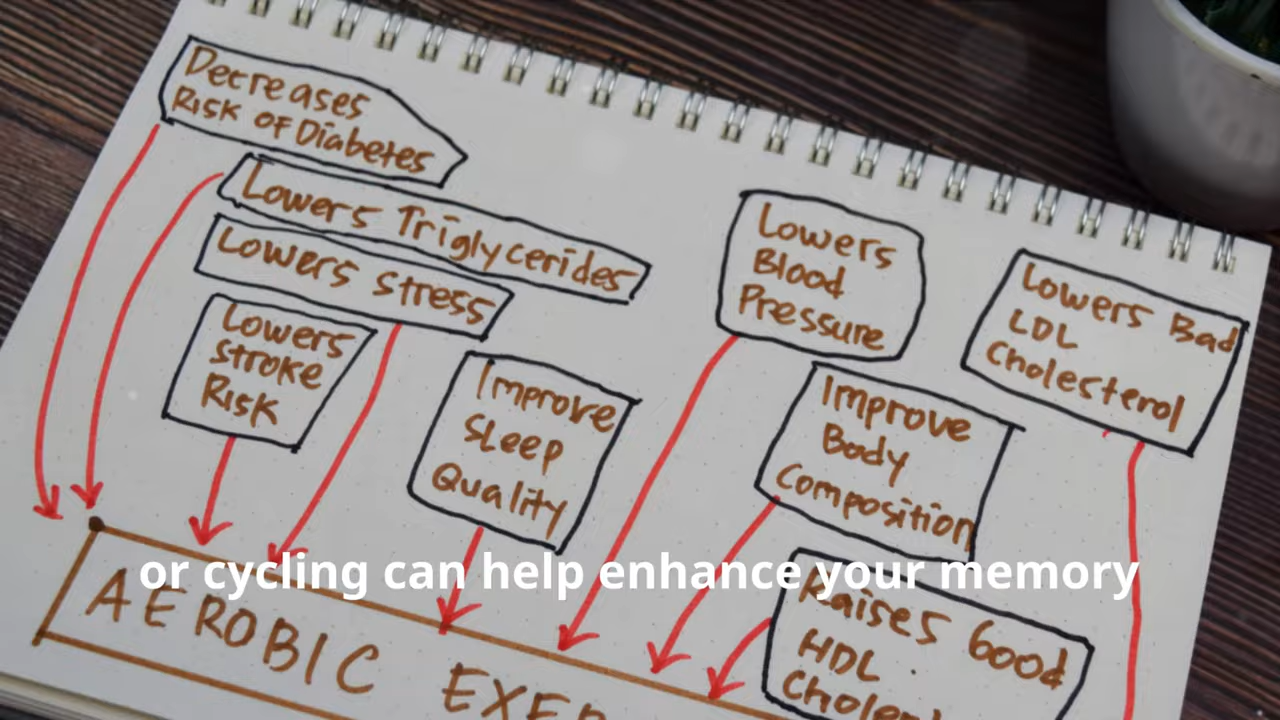 Decreases
Risk of Diabetes
Lowers Triglycerides
Lowers Stress
Lowers
Stroke
Risk
Improve
Sleep
Quality
Lowers
Blood
Pressure
Improve
Body
Composition
Lowers Bad
LDL
Cholesterol
Raises Good
HDL
AEROBIC
or cycling can help enhance your memory